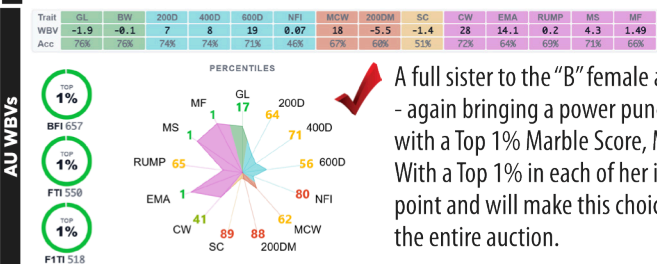 AU WBVs
Trait GL BW 200D 400D 600D NFI MCW 200DM SC CW EMA RUMP MS MF
WBV -1.9 -0.1 7 8 19 0.07 18 -5.5 -1.4 28 14.1 0.2 4.3 1.49
Acc 76% 76% 74% 74% 71% 46% 67% 60% 51% 72% 64% 69% 71% 66%
TOP
1%
BFI 657
TOP
1%
FTI 550
TOP
1%
F1TI 518
PERCENTILES
GL 17
200D 64
400D 71
600D 56
NFI 80
MCW 62
200DM 88
SC 89
CW 41
EMA 1
RUMP 65
MS 1
MF 1
A full sister to the “B” female
- again bringing a power
with a Top 1% Marble Score,
With a Top 1% in each of her
point and will make this
the entire auction.